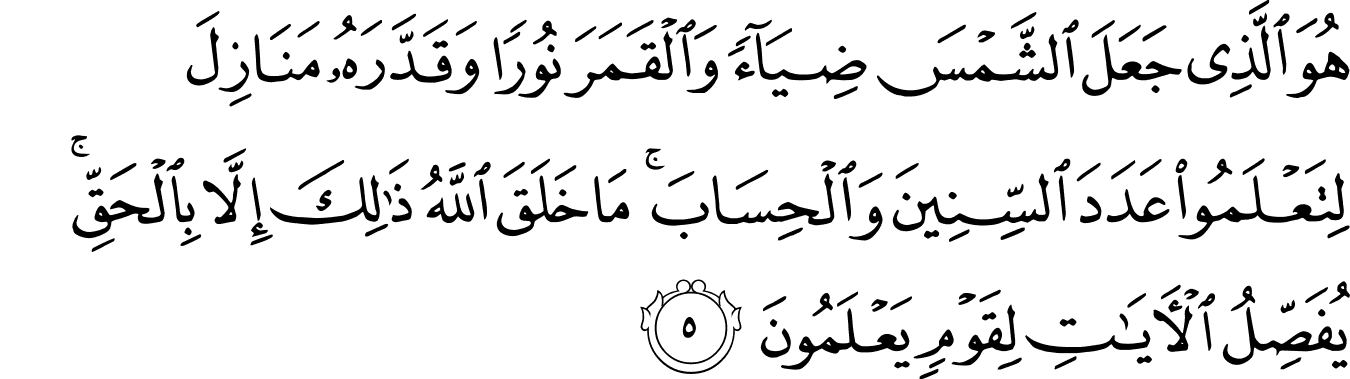 هُوَ ٱلَّذِى جَعَلَ ٱلشَّمْسَ ضِيَآءً وَٱلْقَمَرَ نُورًا وَقَدَّرَهُۥ مَنَازِلَ
لِتَعْلَمُوا۟ عَدَدَ ٱلسِّنِينَ وَٱلْحِسَابَ ۚ مَا خَلَقَ ٱللَّهُ ذَٰلِكَ إِلَّا بِٱلْحَقِّ ۚ
يُفَصِّلُ ٱلْـَٔايَـٰتِ لِقَوْمٍ يَعْلَمُونَ ٥